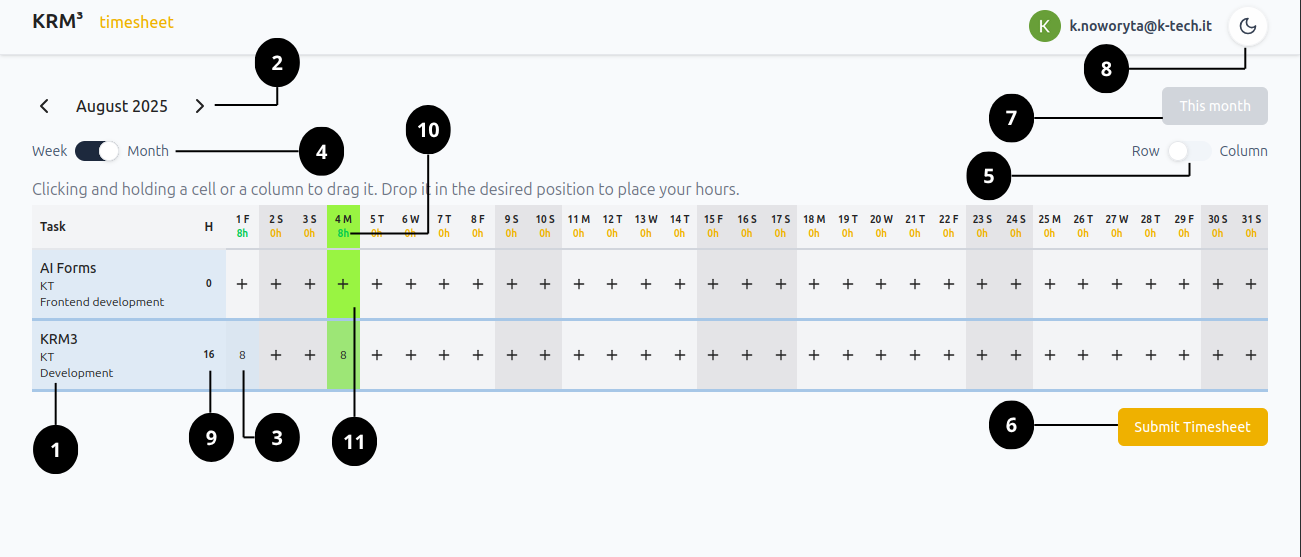 KRM³ timesheet K k.noworyta@k-tech.it
2
8
August 2025 This month
7
10
Week Month 4 Row Column
5
Clicking and holding a cell or a column to drag it. Drop it in the desired position to place your hours.
Task H 1 F 2 S 3 S 4 M 5 T 6 W 7 T 8 F 9 S 10 S 11 M 12 T 13 W 14 T 15 F 16 S 17 S 18 M 19 T 20 W 21 T 22 F 23 S 24 S 25 M 26 T 27 W 28 T 29 F 30 S 31 S
8h 0h 0h 8h 0h 0h 0h 0h 0h 0h 0h 0h 0h 0h 0h 0h 0h 0h 0h 0h 0h 0h 0h 0h 0h 0h 0h 0h 0h 0h 0h
AI Forms
KT 0 + + + + + + + + + + + + + + + + + + + + + + + + + + + + + + +
Frontend development
KRM3
KT 16 8 + + 8 + + + + + + + + + + + + + + + + + + + + + + + + + + +
Development
6 Submit Timesheet
1 9 3 11